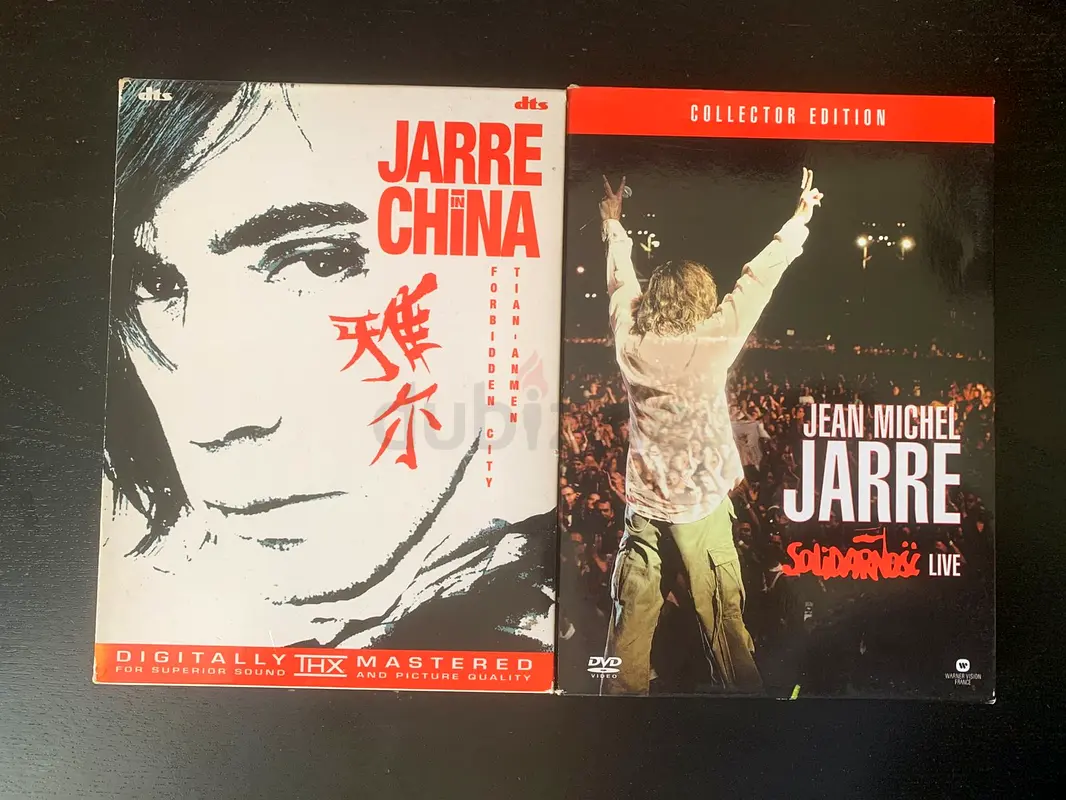 dts
dts
JARRE
IN
CHINA
雅尔
FORBIDDEN CITY
TIAN-ANMEN
DIGITALLY THX MASTERED
FOR SUPERIOR SOUND AND PICTURE QUALITY
COLLECTOR EDITION
JEAN MICHEL
JARRE
SOLIDARNOŚĆ LIVE
DVD
VIDEO
W
WARNER VISION
FRANCE
dubizzle